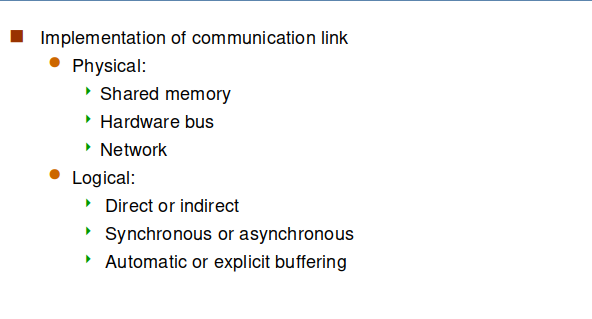 Implementation of communication link
Physical:
Shared memory
Hardware bus
Network
Logical:
Direct or indirect
Synchronous or asynchronous
Automatic or explicit buffering